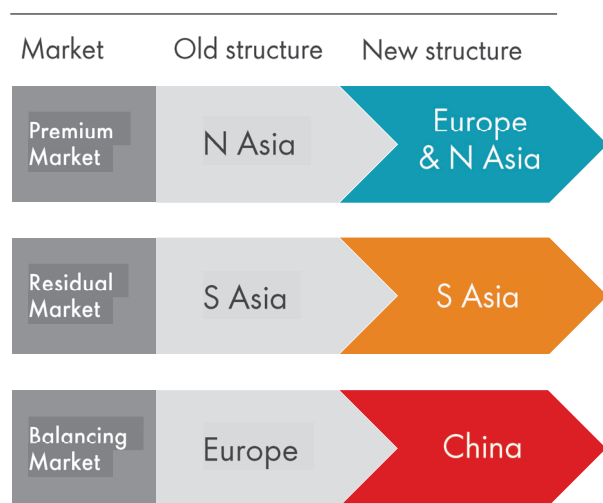 Market Old structure New structure
Premium
Market
N Asia
Europe
& N Asia
Residual
Market
S Asia
S Asia
Balancing
Market
Europe
China